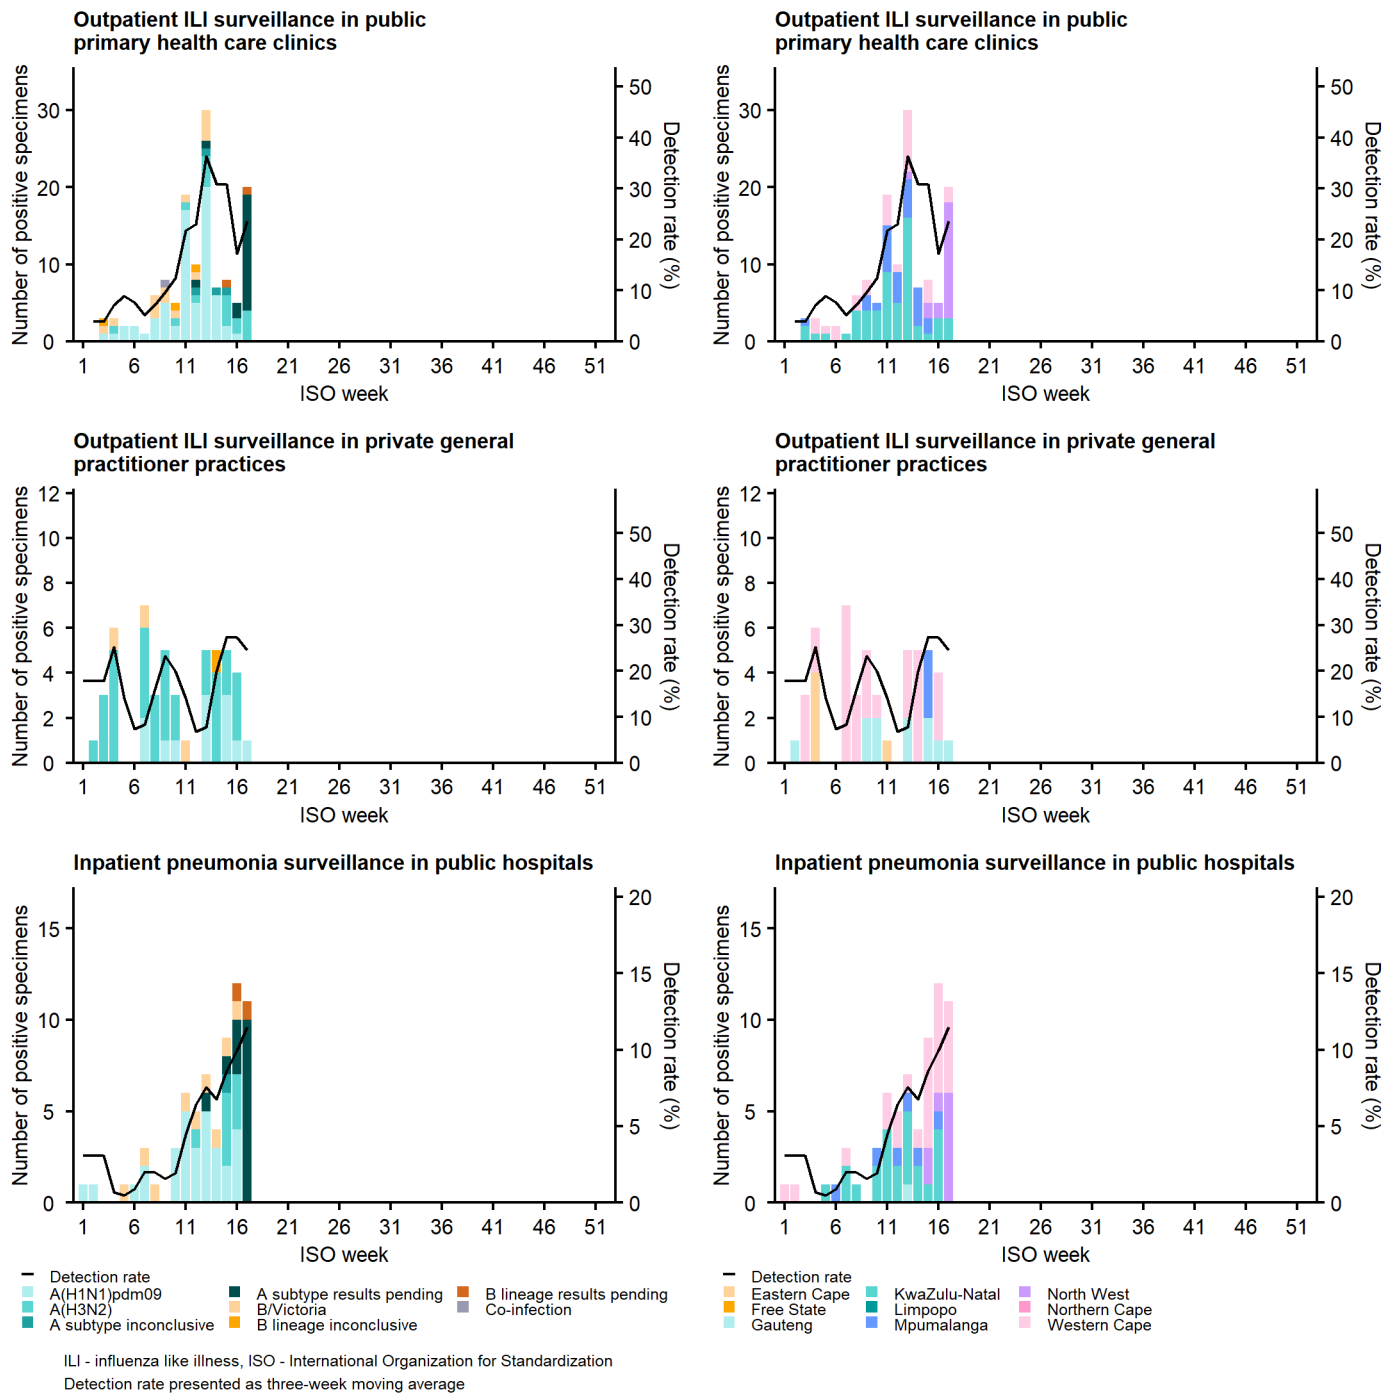 Outpatient ILI surveillance in public
primary health care clinics
Number of positive specimens
30
20
10
0
50
40
30
20
10
0
Detection rate (%)
1 6 11 16 21 26 31 36 41 46 51
ISO week
Outpatient ILI surveillance in public
primary health care clinics
Number of positive specimens
30
20
10
0
50
40
30
20
10
0
Detection rate (%)
1 6 11 16 21 26 31 36 41 46 51
ISO week
Outpatient ILI surveillance in private general
practitioner practices
Number of positive specimens
12
10
8
6
4
2
0
50
40
30
20
10
0
Detection rate (%)
1 6 11 16 21 26 31 36 41 46 51
ISO week
Outpatient ILI surveillance in private general
practitioner practices
Number of positive specimens
12
10
8
6
4
2
0
50
40
30
20
10
0
Detection rate (%)
1 6 11 16 21 26 31 36 41 46 51
ISO week
Inpatient pneumonia surveillance in public hospitals
Number of positive specimens
15
10
5
0
20
15
10
5
0
Detection rate (%)
1 6 11 16 21 26 31 36 41 46 51
ISO week
Inpatient pneumonia surveillance in public hospitals
Number of positive specimens
15
10
5
0
20
15
10
5
0
Detection rate (%)
1 6 11 16 21 26 31 36 41 46 51
ISO week
Detection rate
A(H1N1)pdm09
A(H3N2)
A subtype inconclusive
A subtype results pending
B/Victoria
B lineage inconclusive
B lineage results pending
Co-infection
Detection rate
Eastern Cape
Free State
Gauteng
KwaZulu-Natal
Limpopo
Mpumalanga
North West
Northern Cape
Western Cape
ILI - influenza like illness, ISO - International Organization for Standardization
Detection rate presented as three-week moving average